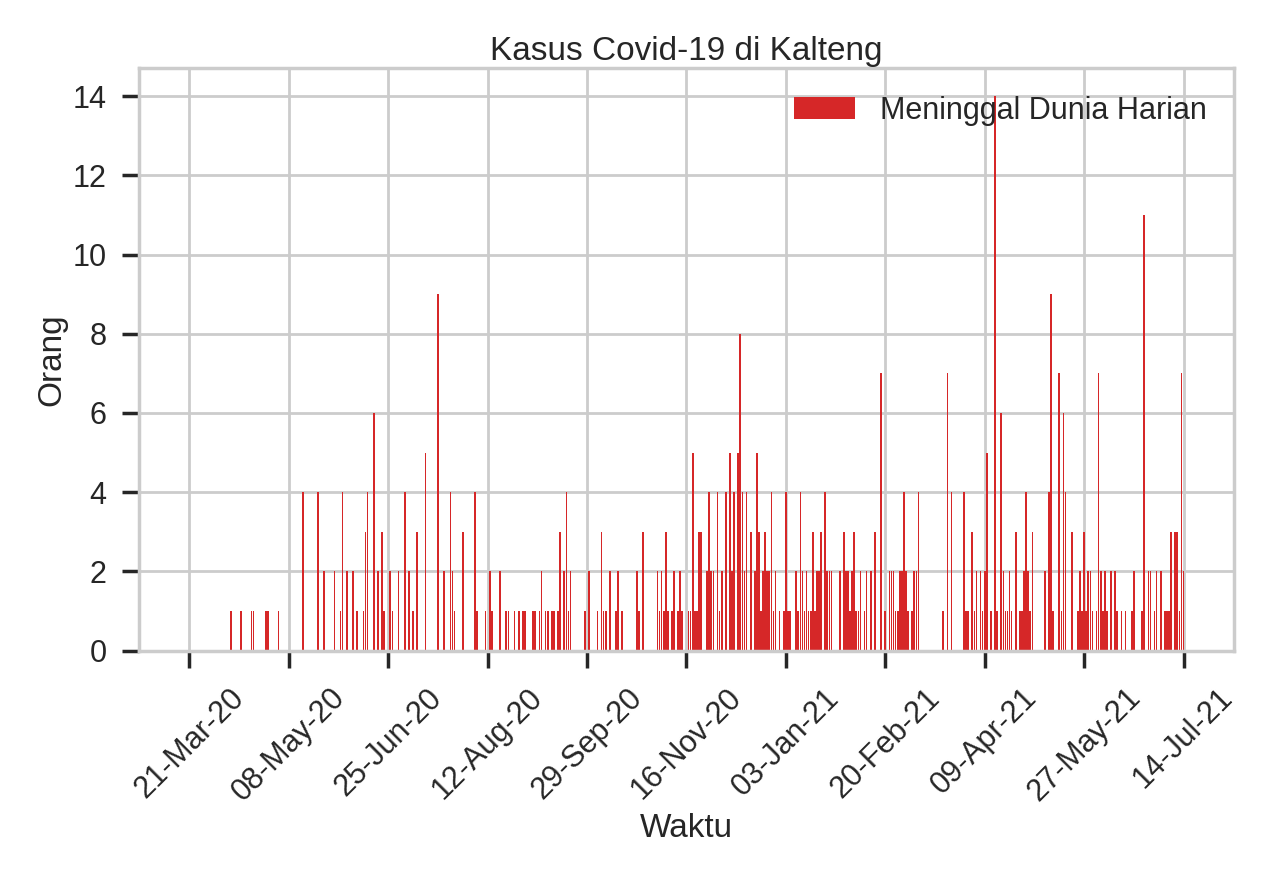 Kasus Covid-19 di Kalteng
Meninggal Dunia Harian
Orang
14
12
10
8
6
4
2
0
21-Mar-20
08-May-20
25-Jun-20
12-Aug-20
29-Sep-20
16-Nov-20
03-Jan-21
20-Feb-21
09-Apr-21
27-May-21
14-Jul-21
Waktu